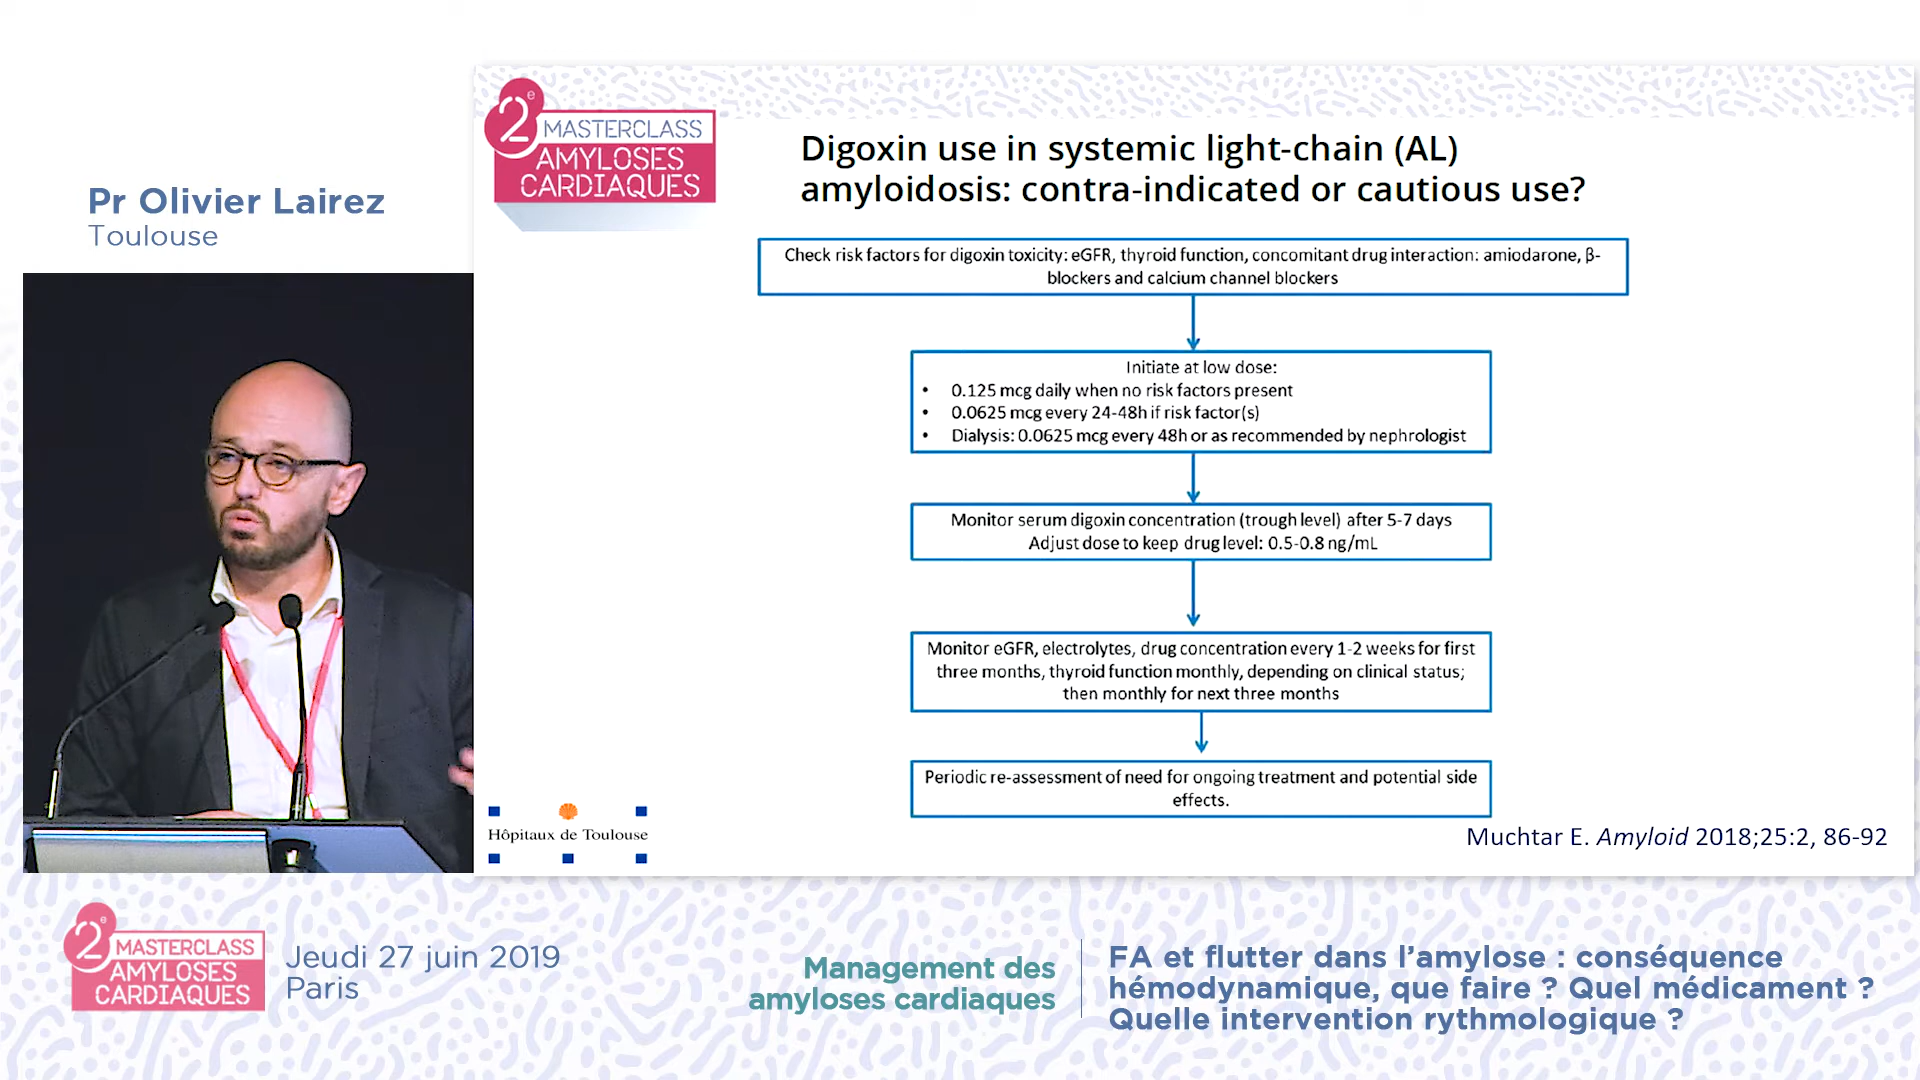 Pr Olivier Lairez
Toulouse
2e
MASTERCLASS
AMYLOSES
CARDIAQUES
Digoxin use in systemic light-chain (AL)
amyloidosis: contra-indicated or cautious use?
Check risk factors for digoxin toxicity: eGFR, thyroid function, concomitant drug interaction: amiodarone, β-
blockers and calcium channel blockers
Initiate at low dose:
• 0.125 mcg daily when no risk factors present
• 0.0625 mcg every 24-48h if risk factor(s)
• Dialysis: 0.0625 mcg every 48h or as recommended by nephrologist
Monitor serum digoxin concentration (trough level) after 5-7 days
Adjust dose to keep drug level: 0.5-0.8 ng/mL
Monitor eGFR, electrolytes, drug concentration every 1-2 weeks for first
three months, thyroid function monthly, depending on clinical status;
then monthly for next three months
Periodic re-assessment of need for ongoing treatment and potential side
effects.
Hôpitaux de Toulouse
Muchtar E. Amyloid 2018;25:2, 86-92
2e
MASTERCLASS
AMYLOSES
CARDIAQUES
Jeudi 27 juin 2019
Paris
Management des
amyloses cardiaques
FA et flutter dans l’amylose : conséquence
hémodynamique, que faire ? Quel médicament ?
Quelle intervention rythmologique ?